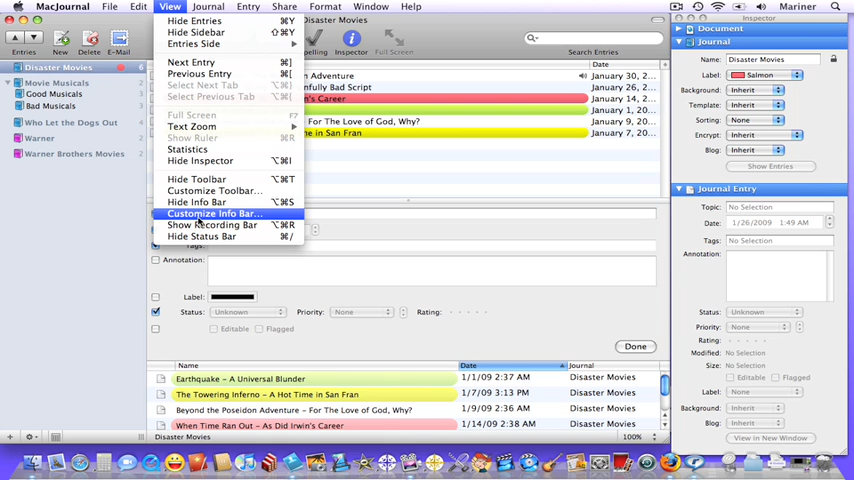 MacJournal File Edit View Journal Entry Share Format Window Help Mariner
Disaster Movies
Inspector
Entries New Delete E-Mail
Spelling Inspector Full Screen
Search Entries
Hide Entries ⌘Y
Hide Sidebar ⇧⌘Y
Entries Side
Next Entry ⌘]
Previous Entry ⌘[
Select Next Tab ⌥⌘]
Select Previous Tab ⌥⌘[
Full Screen F7
Text Zoom
Show Ruler ⌘R
Statistics
Hide Inspector ⌥⌘I
Hide Toolbar ⌥⌘T
Customize Toolbar...
Hide Info Bar ⌥⌘S
Customize Info Bar...
Show Recording Bar ⌥⌘R
Hide Status Bar ⌘/
Disaster Movies 6
Movie Musicals
Good Musicals
Bad Musicals
Who Let the Dogs Out
Warner
Warner Brothers Movies
Date
Adventure January 30, 2...
Bad Script January 26, 2...
Career January 14, 2...
For The Love of God, Why? January 9, 20...
me in San Fran January 7, 20...
Tags:
Annotation:
Label:
Status: Unknown Priority: None Rating:
Editable Flagged
Done
Name Date Journal
Earthquake – A Universal Blunder 1/1/09 2:37 AM Disaster Movies
The Towering Inferno – A Hot Time in San Fran 1/7/09 3:13 PM Disaster Movies
Beyond the Poseidon Adventure – For The Love of God, Why? 1/9/09 2:36 AM Disaster Movies
When Time Ran Out – As Did Irwin's Career 1/14/09 2:38 AM Disaster Movies
Disaster Movies 100%
Document
Journal
Name: Disaster Movies
Label: Salmon
Background: Inherit
Template: Inherit
Sorting: None
Encrypt: Inherit
Blog: Inherit
Show Entries
Journal Entry
Topic: No Selection
Date: 1/26/2009 1:49 AM
Tags: No Selection
Annotation:
Status: Unknown
Priority: None
Rating:
Modified: No Selection
Size: No Selection
Editable Flagged
Label: None
Background: Inherit
Blog: Inherit
View in New Window